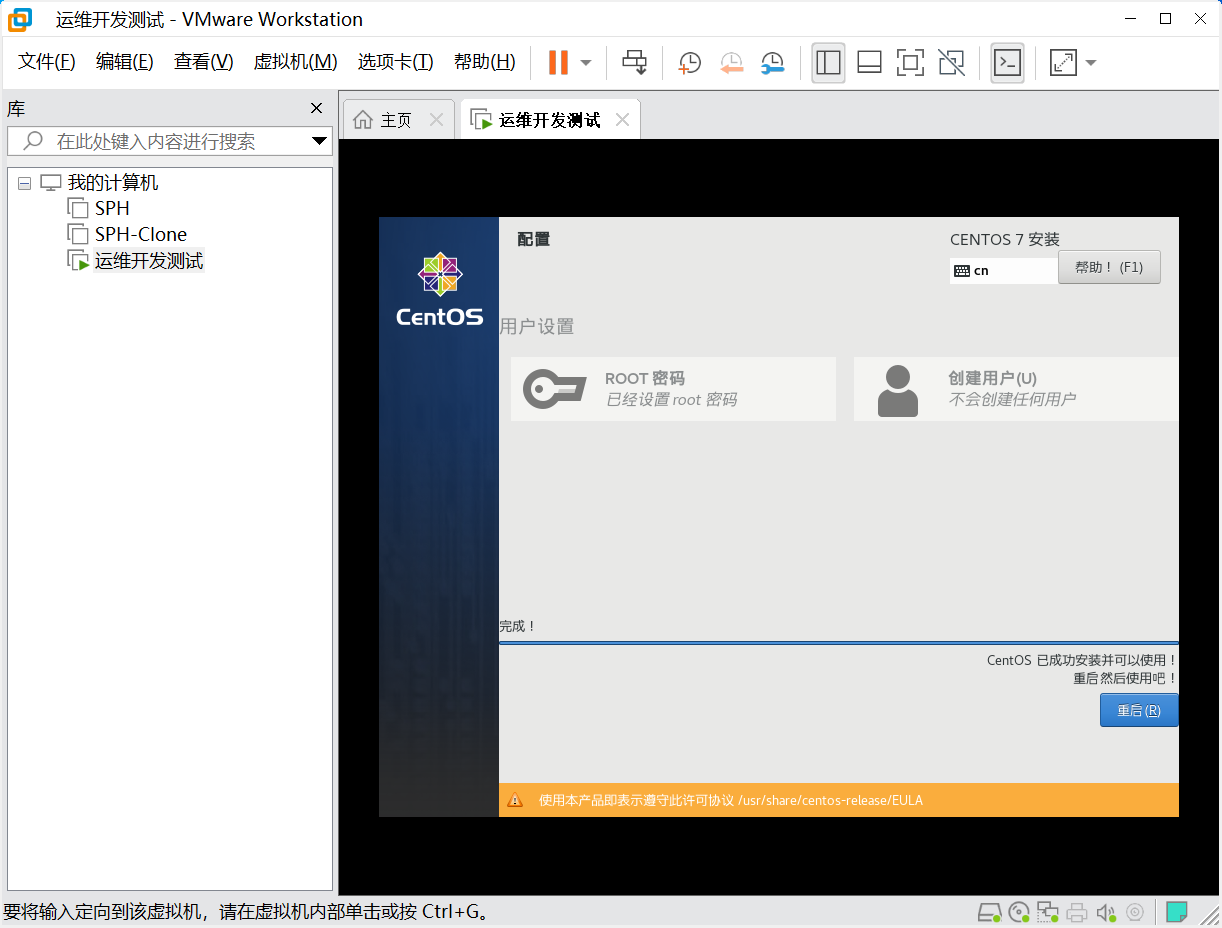 运维开发测试 - VMware Workstation
文件(F) 编辑(E) 查看(V) 虚拟机(M) 选项卡(T) 帮助(H)
库
在此处键入内容进行搜索
我的计算机
SPH
SPH-Clone
运维开发测试
主页 运维开发测试
CentOS
配置
CENTOS 7 安装
cn
帮助！ (F1)
用户设置
ROOT 密码
已经设置 root 密码
创建用户(U)
不会创建任何用户
完成！
CentOS 已成功安装并可以使用！
重启然后使用吧！
重启(R)
使用本产品即表示遵守此许可协议 /usr/share/centos-release/EULA
要将输入定向到该虚拟机，请在虚拟机内部单击或按 Ctrl+G。